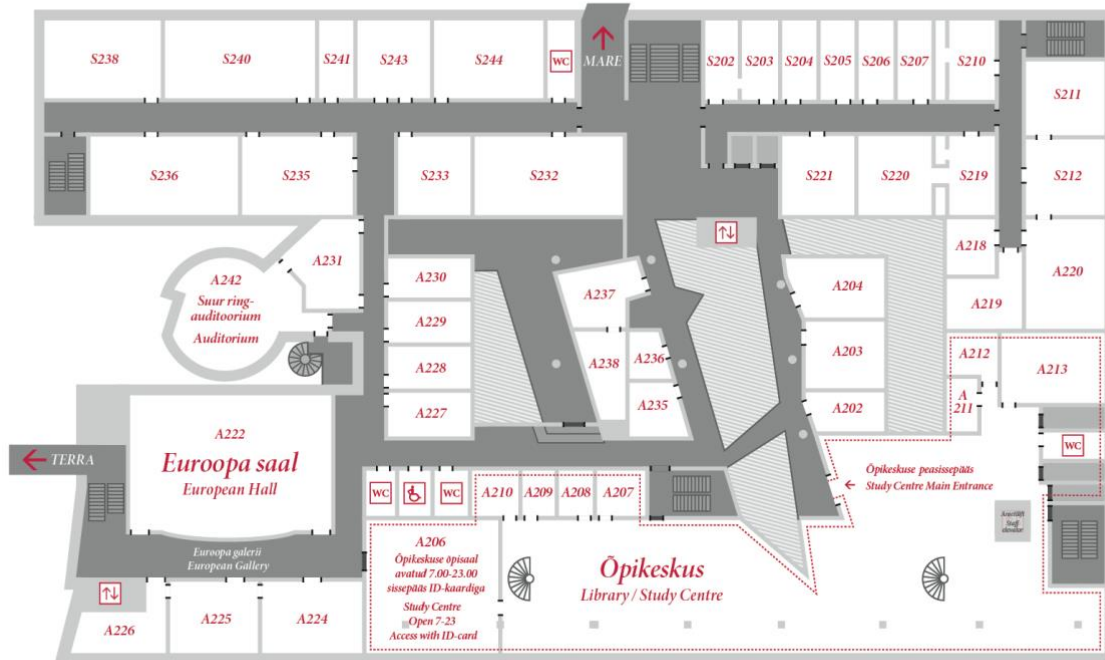 S238
S240
S241
S243
S244
WC
MARE
S202
S203
S204
S205
S206
S207
S210
S211
S236
S235
S233
S232
S221
S220
S219
S212
A242
Suur ring-
auditoorium
Auditorium
A231
A230
A229
A228
A227
A237
A238
A236
A235
A204
A203
A202
A218
A219
A220
A212
A213
A
211
WC
TERRA
A222
Euroopa saal
European Hall
Euroopa galerii
European Gallery
WC
WC
A210
A209
A208
A207
Õpikeskuse peasissepääs
Study Centre Main Entrance
A206
Õpikeskuse õpisaal
avatud 7.00-23.00
sissepääs ID-kaardiga
Study Centre
Open 7-23
Access with ID-card
Õpikeskus
Library / Study Centre
A226
A225
A224